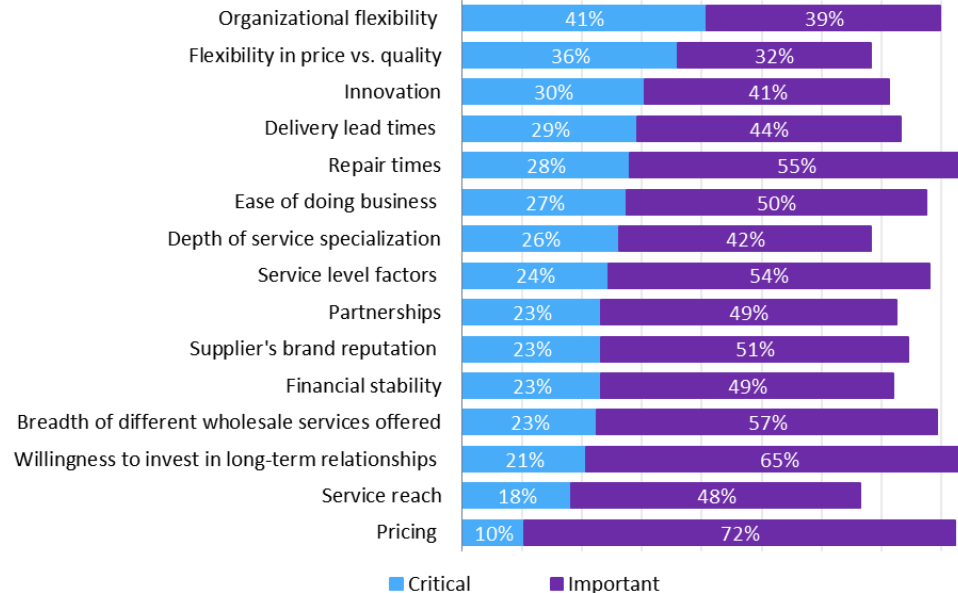 Organizational flexibility 41% 39%
Flexibility in price vs. quality 36% 32%
Innovation 30% 41%
Delivery lead times 29% 44%
Repair times 28% 55%
Ease of doing business 27% 50%
Depth of service specialization 26% 42%
Service level factors 24% 54%
Partnerships 23% 49%
Supplier's brand reputation 23% 51%
Financial stability 23% 49%
Breadth of different wholesale services offered 23% 57%
Willingness to invest in long-term relationships 21% 65%
Service reach 18% 48%
Pricing 10% 72%
Critical Important